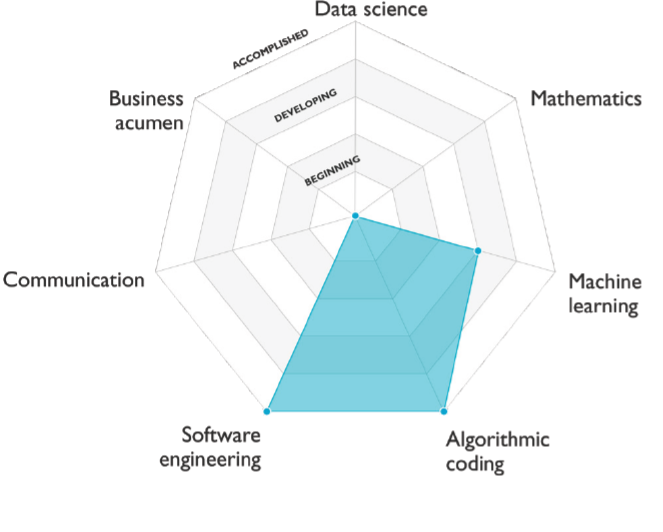 Data science
ACCOMPLISHED
Business
acumen
Mathematics
DEVELOPING
BEGINNING
Communication
Machine
learning
Software
engineering
Algorithmic
coding